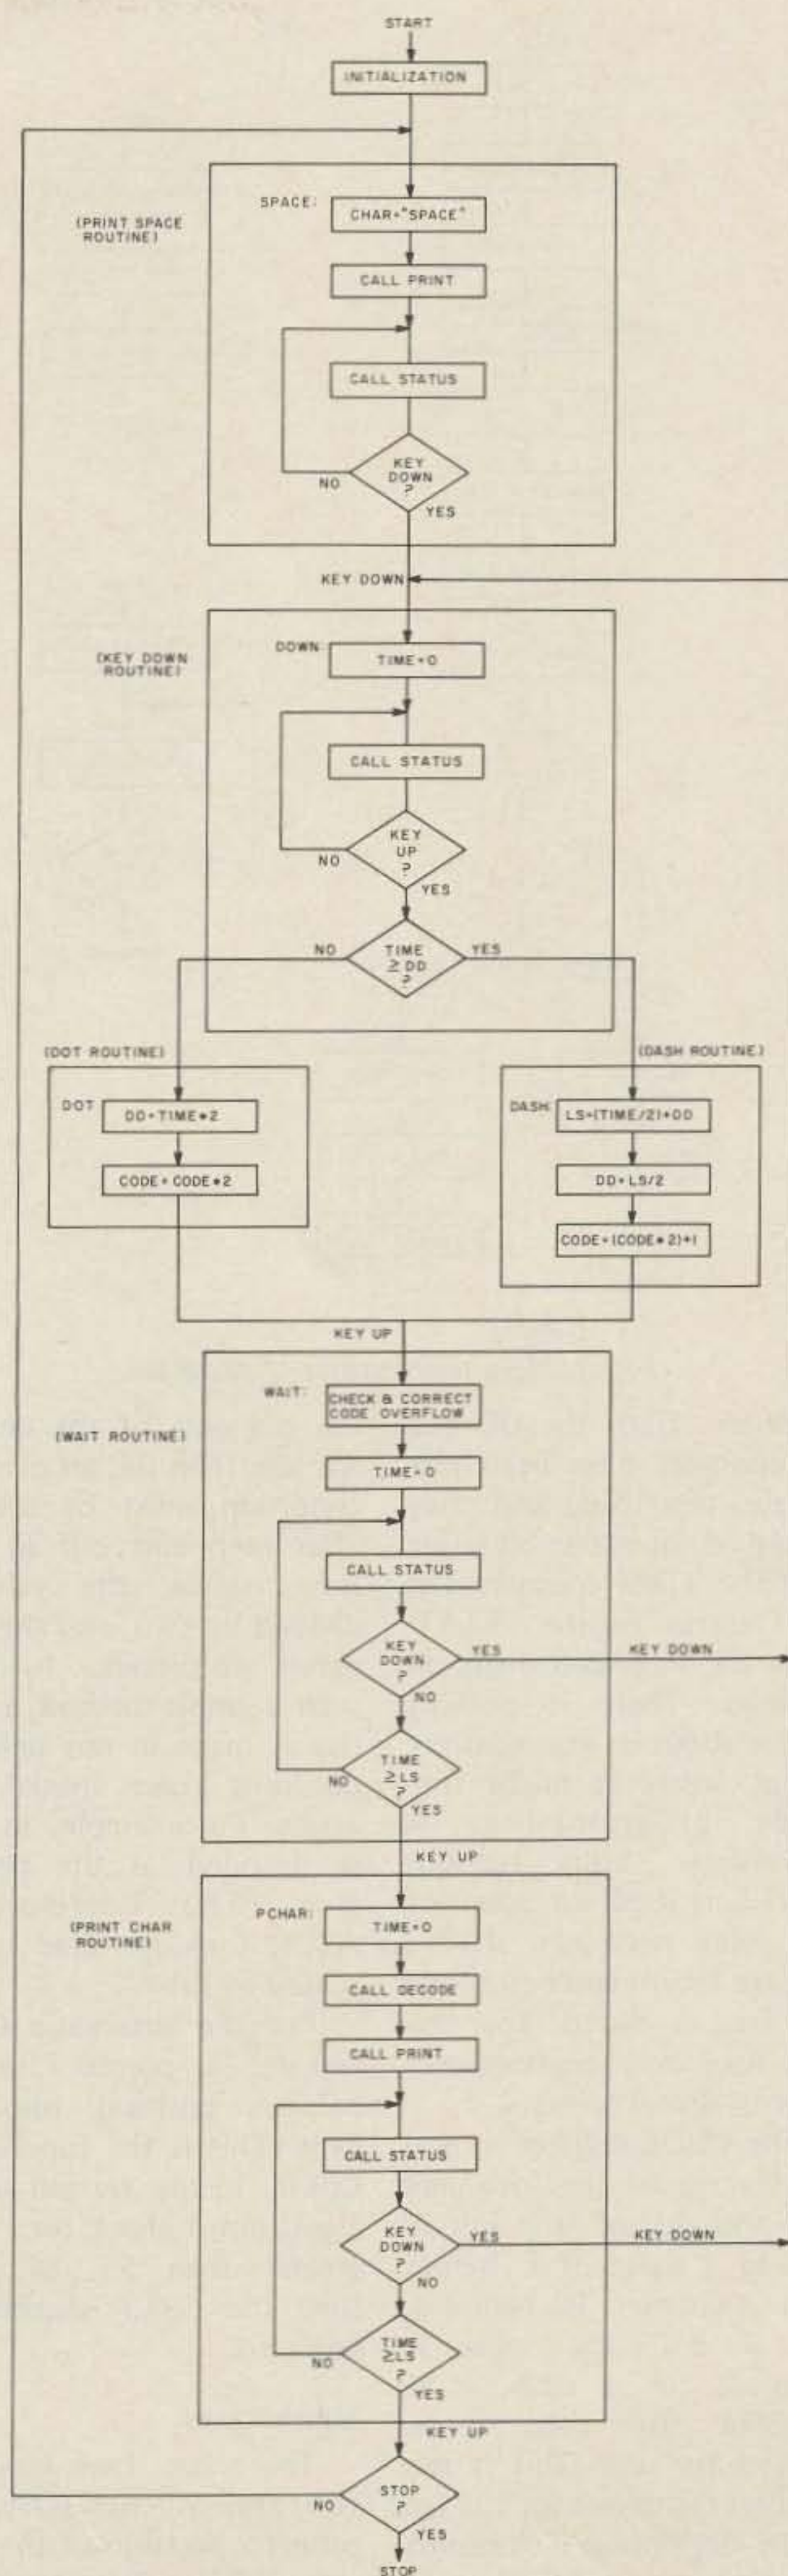 START
INITIALIZATION
SPACE:
CHAR="SPACE"
(PRINT SPACE
ROUTINE)
CALL PRINT
CALL STATUS
KEY
DOWN
?
NO
YES
KEY DOWN
(KEY DOWN
ROUTINE)
DOWN:
TIME=0
CALL STATUS
KEY
UP
?
NO
YES
NO
TIME
≥DD
?
YES
(DOT ROUTINE)
DOT
DD=TIME*2
CODE=CODE*2
(DASH ROUTINE)
DASH:
LS=(TIME/2)+DD
DD=LS/2
CODE=(CODE*2)+1
KEY UP
WAIT:
CHECK & CORRECT
CODE OVERFLOW
(WAIT ROUTINE)
TIME=0
CALL STATUS
KEY
DOWN
?
YES
KEY DOWN
NO
TIME
≥LS
?
NO
YES
KEY UP
PCHAR:
TIME=0
(PRINT CHAR
ROUTINE)
CALL DECODE
CALL PRINT
CALL STATUS
KEY
DOWN
?
YES
KEY DOWN
NO
TIME
≥LS
?
NO
YES
KEY UP
STOP
?
NO
YES
STOP